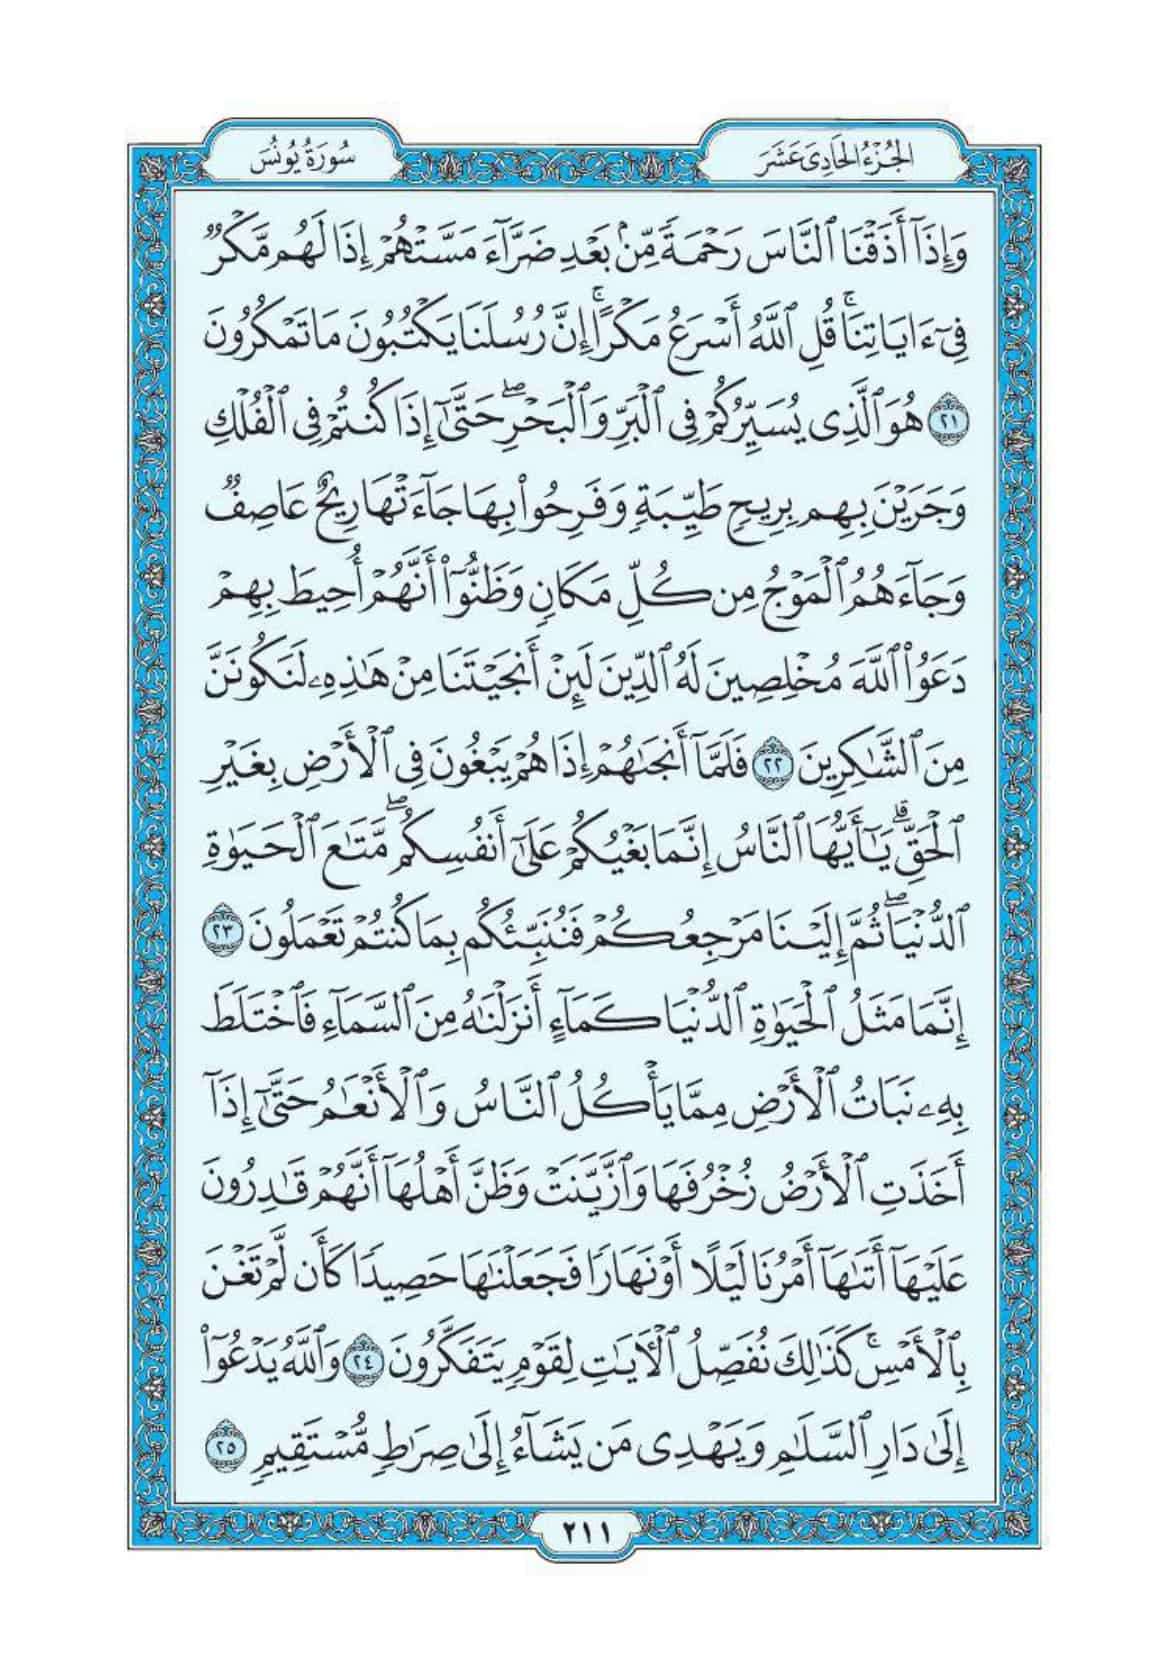 الجُزْءُ الحَادِىَ عَشَرَ
سُورَةُ يُونُسَ
وَإِذَآ أَذَقْنَا ٱلنَّاسَ رَحْمَةً مِّنۢ بَعْدِ ضَرَّآءَ مَسَّتْهُمْ إِذَا لَهُم مَّكْرٌ
فِىٓ ءَايَاتِنَاۚ قُلِ ٱللَّهُ أَسْرَعُ مَكْرًاۚ إِنَّ رُسُلَنَا يَكْتُبُونَ مَا تَمْكُرُونَ
٢١ هُوَ ٱلَّذِى يُسَيِّرُكُمْ فِى ٱلْبَرِّ وَٱلْبَحْرِۖ حَتَّىٰٓ إِذَا كُنتُمْ فِى ٱلْفُلْكِ
وَجَرَيْنَ بِهِم بِرِيحٍ طَيِّبَةٍ وَفَرِحُوا۟ بِهَا جَآءَتْهَا رِيحٌ عَاصِفٌ
وَجَآءَهُمُ ٱلْمَوْجُ مِن كُلِّ مَكَانٍ وَظَنُّوٓا۟ أَنَّهُمْ أُحِيطَ بِهِمْ
دَعَوُا۟ ٱللَّهَ مُخْلِصِينَ لَهُ ٱلدِّينَ لَئِنْ أَنجَيْتَنَا مِنْ هَٰذِهِۦ لَنَكُونَنَّ
مِنَ ٱلشَّٰكِرِينَ ٢٢ فَلَمَّآ أَنجَىٰهُمْ إِذَا هُمْ يَبْغُونَ فِى ٱلْأَرْضِ بِغَيْرِ
ٱلْحَقِّۗ يَٰٓأَيُّهَا ٱلنَّاسُ إِنَّمَا بَغْيُكُمْ عَلَىٰٓ أَنفُسِكُمۖ مَّتَٰعَ ٱلْحَيَوٰةِ
ٱلدُّنْيَاۖ ثُمَّ إِلَيْنَا مَرْجِعُكُمْ فَنُنَبِّئُكُم بِمَا كُنتُمْ تَعْمَلُونَ ٢٣
إِنَّمَا مَثَلُ ٱلْحَيَوٰةِ ٱلدُّنْيَا كَمَآءٍ أَنزَلْنَٰهُ مِنَ ٱلسَّمَآءِ فَٱخْتَلَطَ
بِهِۦ نَبَاتُ ٱلْأَرْضِ مِمَّا يَأْكُلُ ٱلنَّاسُ وَٱلْأَنْعَٰمُ حَتَّىٰٓ إِذَآ
أَخَذَتِ ٱلْأَرْضُ زُخْرُفَهَا وَٱزَّيَّنَتْ وَظَنَّ أَهْلُهَآ أَنَّهُمْ قَٰدِرُونَ
عَلَيْهَآ أَتَىٰهَآ أَمْرُنَا لَيْلًا أَوْ نَهَارًا فَجَعَلْنَٰهَا حَصِيدًا كَأَن لَّمْ تَغْنَ
بِٱلْأَمْسِۚ كَذَٰلِكَ نُفَصِّلُ ٱلْءَايَٰتِ لِقَوْمٍ يَتَفَكَّرُونَ ٢٤ وَٱللَّهُ يَدْعُوٓا۟
إِلَىٰ دَارِ ٱلسَّلَٰمِ وَيَهْدِى مَن يَشَآءُ إِلَىٰ صِرَٰطٍ مُّسْتَقِيمٍ ٢٥
٢١١